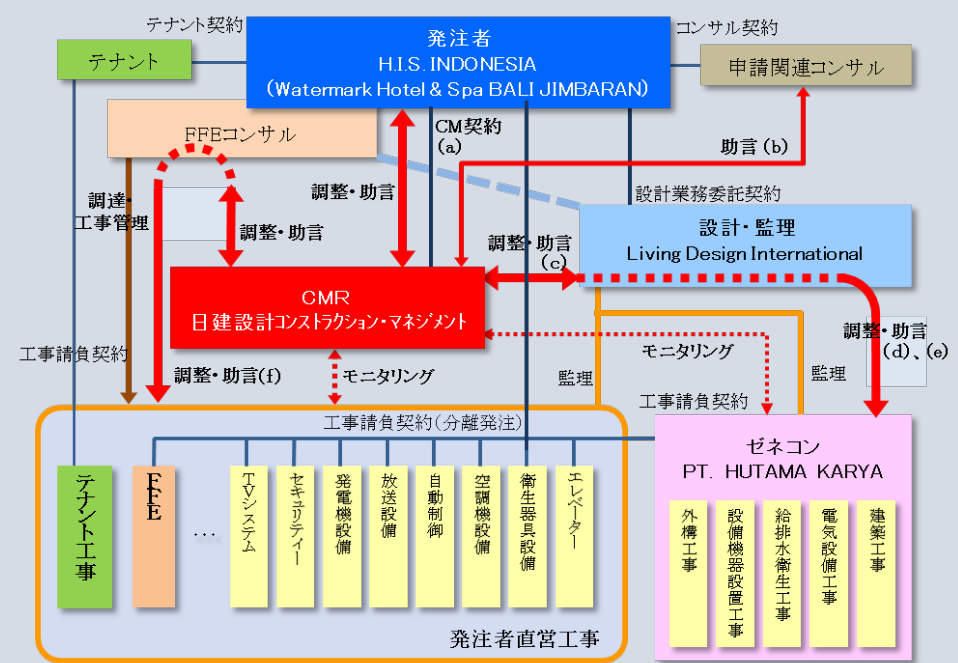 テナント契約
発注者
H.I.S. INDONESIA
(Watermark Hotel & Spa BALI JIMBARAN)
コンサル契約
テナント
申請関連コンサル
FFEコンサル
CM契約
(a)
助言(b)
調達・
工事管理
調整・助言
調整・助言
設計業務委託契約
設計・監理
Living Design International
調整・助言
(c)
CMR
日建設計コンストラクション・マネジメント
調整・助言
(d)、(e)
工事請負契約
調整・助言(f)
モニタリング
モニタリング
監理
監理
工事請負契約
工事請負契約(分離発注)
ゼネコン
PT. HUTAMA KARYA
テナント工事
FFE
...
TVシステム
セキュリティー
発電機設備
放送設備
自動制御
空調機設備
衛生器具設備
エレベーター
外構工事
設備機器設置工事
給排水衛生工事
電気設備工事
建築工事
発注者直営工事